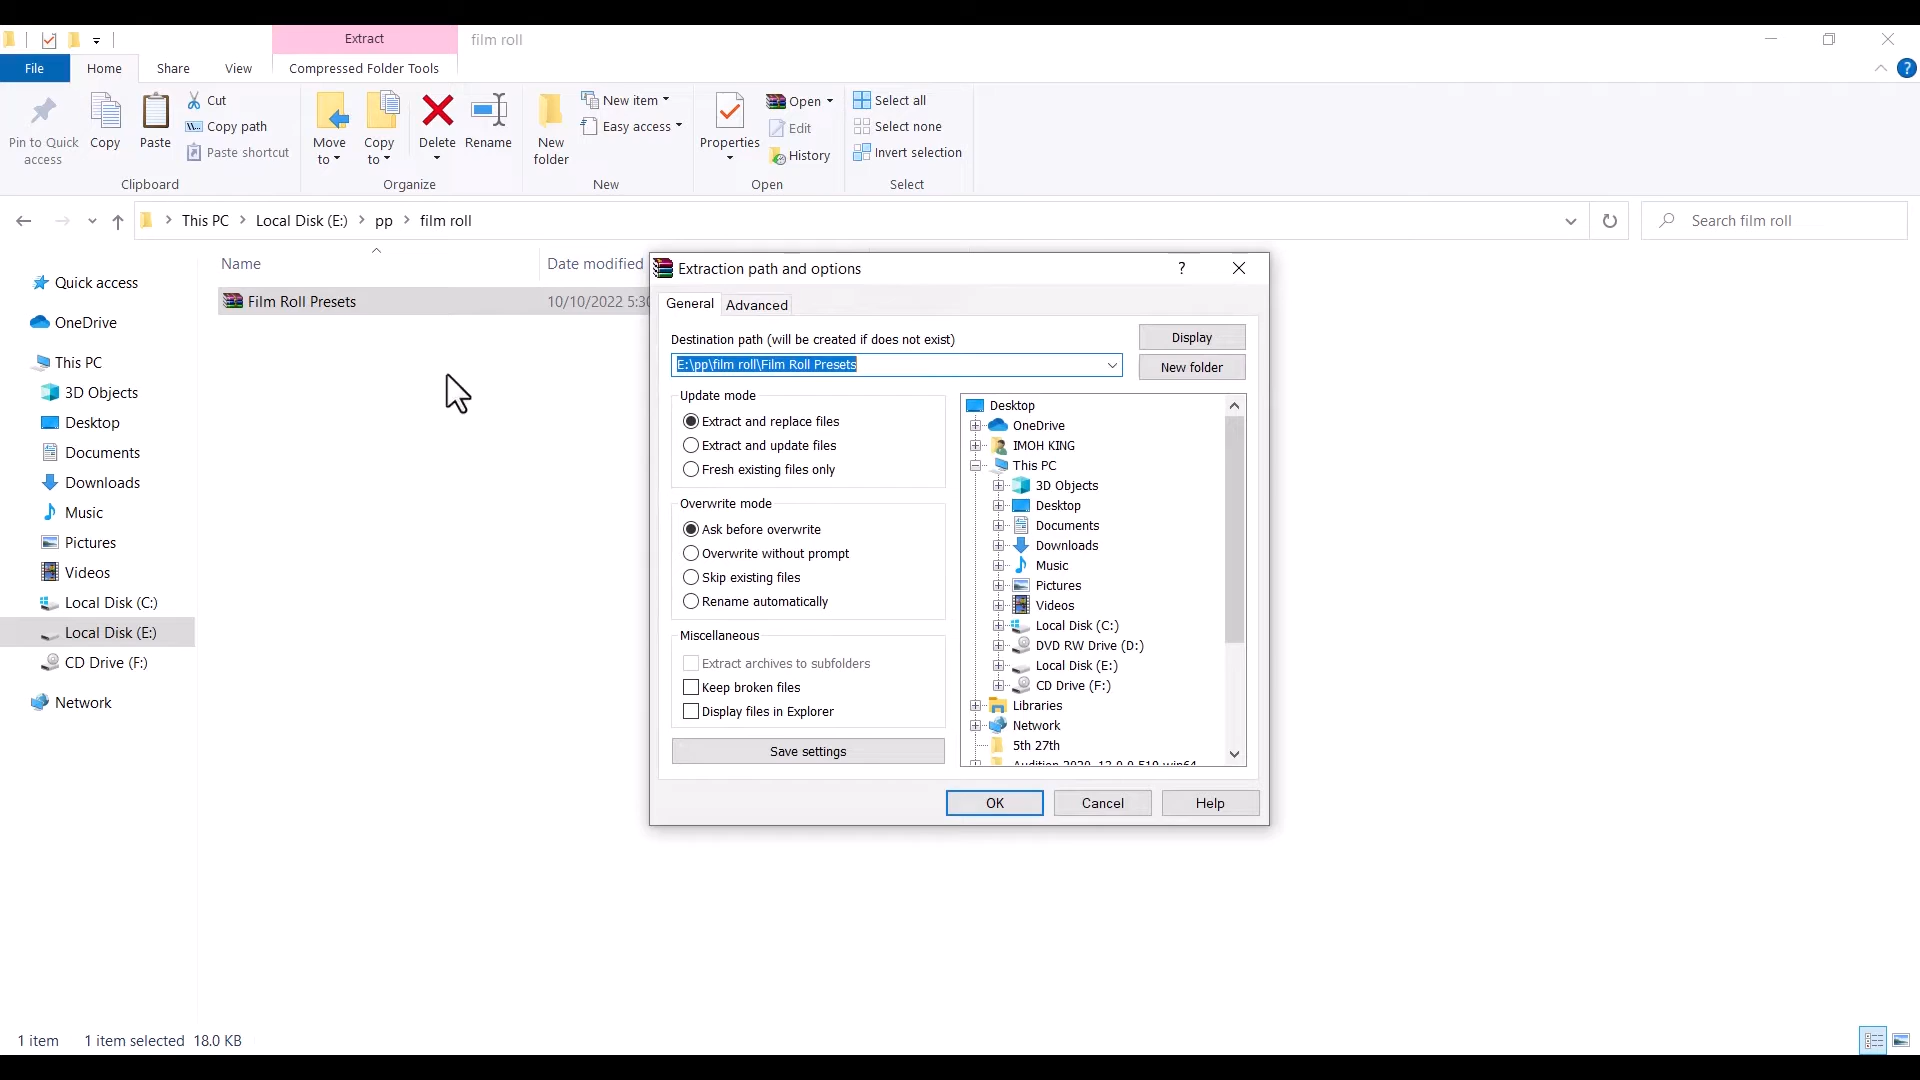 Extract
film roll
File
Home
Share
View
Compressed Folder Tools
?
Pin to Quick
access
Copy
Paste
Cut
Copy path
Paste shortcut
Clipboard
Move
to
Copy
to
Delete
Rename
Organize
New
folder
New item
Easy access
New
Properties
Open
Edit
History
Open
Select all
Select none
Invert selection
Select
This PC > Local Disk (E:) > pp > film roll
Search film roll
Name
Date modified
Film Roll Presets
10/10/2022 5:30
Quick access
OneDrive
This PC
3D Objects
Desktop
Documents
Downloads
Music
Pictures
Videos
Local Disk (C:)
Local Disk (E:)
CD Drive (F:)
Network
Extraction path and options
?
General
Advanced
Destination path (will be created if does not exist)
E:\pp\film roll\Film Roll Presets
Display
New folder
Update mode
Extract and replace files
Extract and update files
Fresh existing files only
Overwrite mode
Ask before overwrite
Overwrite without prompt
Skip existing files
Rename automatically
Miscellaneous
Extract archives to subfolders
Keep broken files
Display files in Explorer
Save settings
Desktop
OneDrive
IMOH KING
This PC
3D Objects
Desktop
Documents
Downloads
Music
Pictures
Videos
Local Disk (C:)
DVD RW Drive (D:)
Local Disk (E:)
CD Drive (F:)
Libraries
Network
5th 27th
OK
Cancel
Help
1 item
1 item selected 18.0 KB